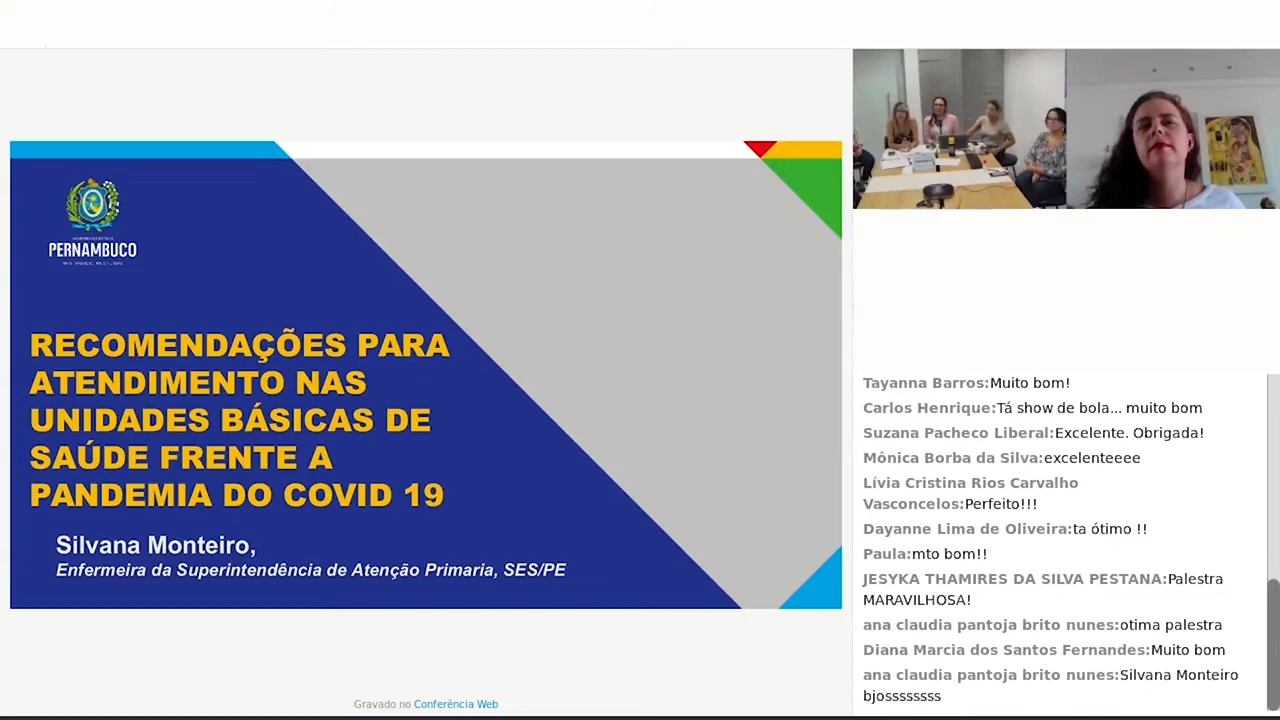 PERNAMBUCO
RECOMENDAÇÕES PARA
ATENDIMENTO NAS
UNIDADES BÁSICAS DE
SAÚDE FRENTE A
PANDEMIA DO COVID 19
Silvana Monteiro,
Enfermeira da Superintendência de Atenção Primaria, SES/PE
Gravado no Conferência Web
Tayanna Barros:Muito bom!
Carlos Henrique:Tá show de bola... muito bom
Suzana Pacheco Liberal:Excelente. Obrigada!
Mônica Borba da Silva:excelenteeee
Lívia Cristina Rios Carvalho
Vasconcelos:Perfeito!!!
Dayanne Lima de Oliveira:ta ótimo !!
Paula:mto bom!!
JESYKA THAMIRES DA SILVA PESTANA:Palestra
MARAVILHOSA!
ana claudia pantoja brito nunes:otima palestra
Diana Marcia dos Santos Fernandes:Muito bom
ana claudia pantoja brito nunes:Silvana Monteiro
bjossssssss